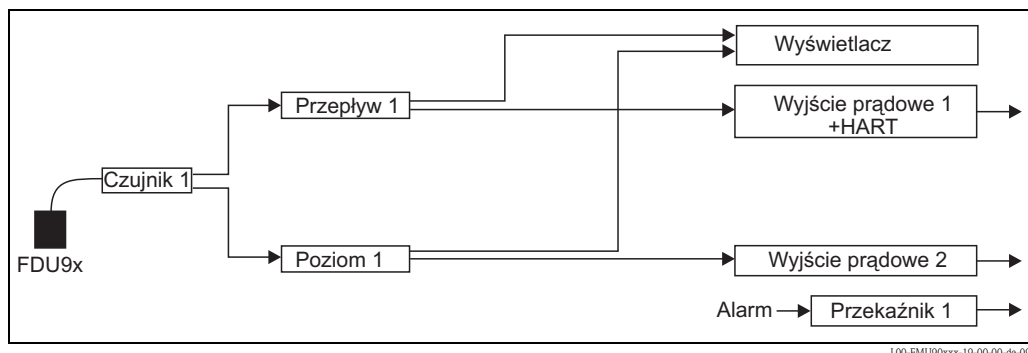 Wyświetlacz
Przepływ 1
Wyjście prądowe 1
+HART
Czujnik 1
FDU9x
Poziom 1
Wyjście prądowe 2
Alarm
Przekaźnik 1